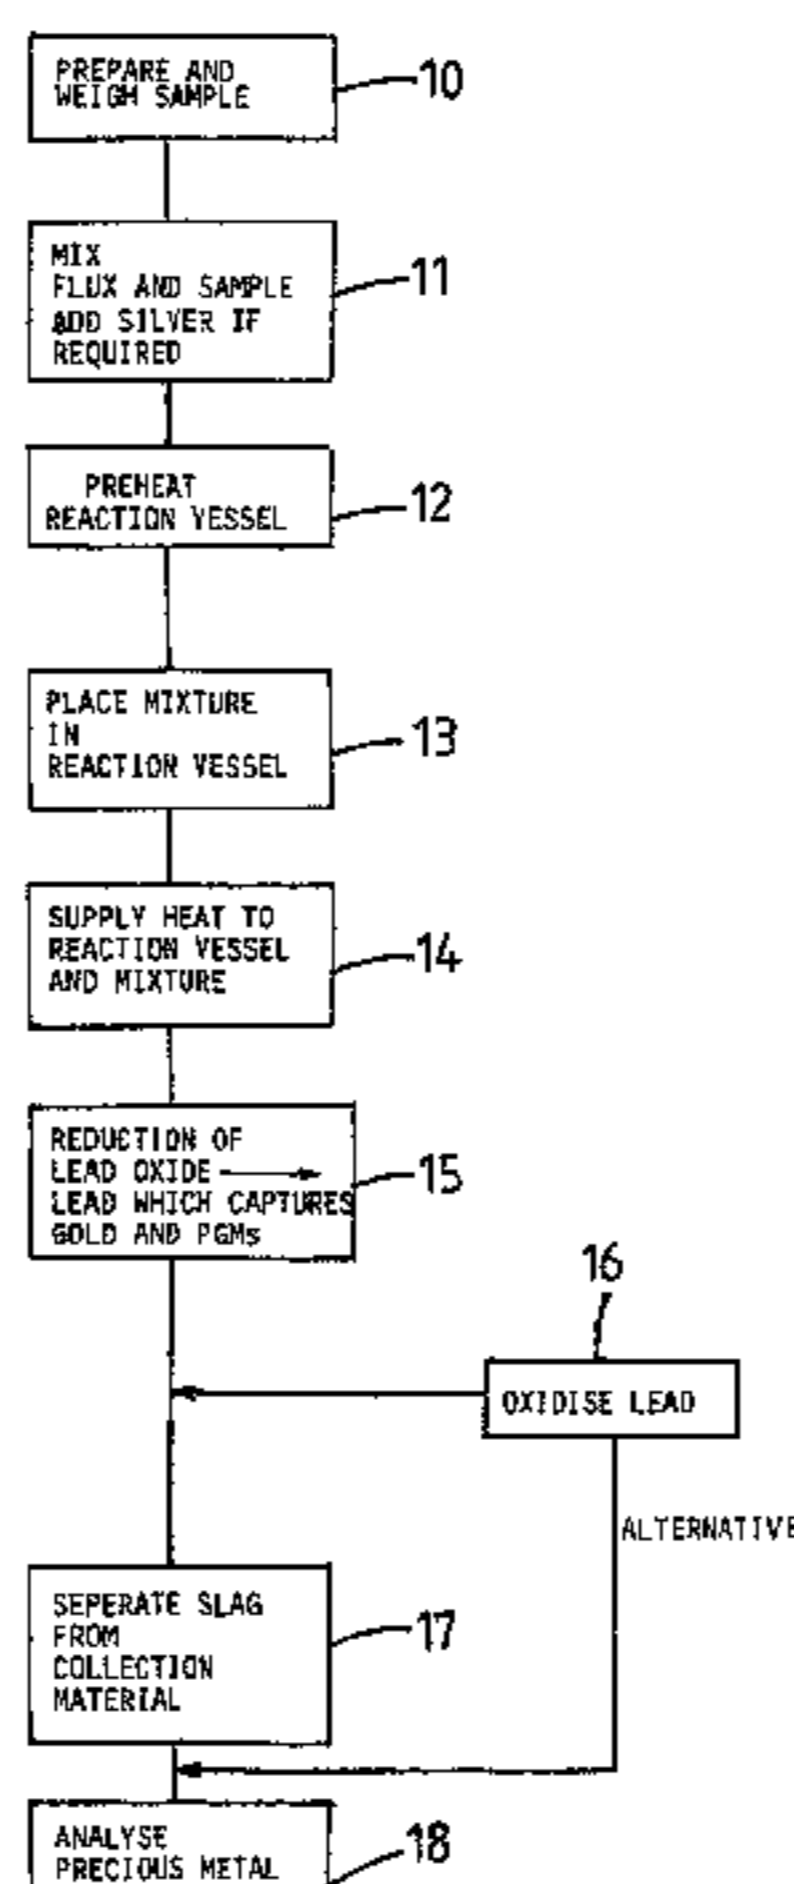 PREPARE AND
WEIGH SAMPLE
10
MIX
FLUX AND SAMPLE
ADD SILVER IF
REQUIRED
11
PREHEAT
REACTION VESSEL
12
PLACE MIXTURE
IN
REACTION VESSEL
13
SUPPLY HEAT TO
REACTION VESSEL
AND MIXTURE
14
REDUCTION OF
LEAD OXIDE →
LEAD WHICH CAPTURES
GOLD AND PGMs
15
16
OXIDISE LEAD
ALTERNATIVE
SEPERATE SLAG
FROM
COLLECTION
MATERIAL
17
ANALYSE
PRECIOUS METAL
18